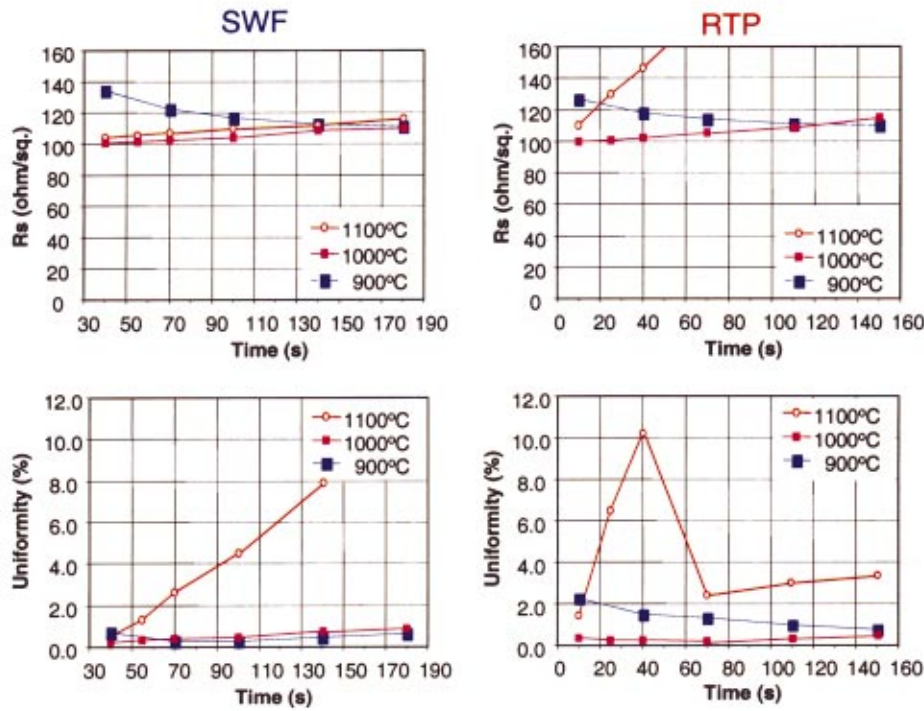 SWF
RTP
160
140
120
100
80
60
40
20
0
Rs (ohm/sq.)
1100ºC
1000ºC
900ºC
30 50 70 90 110 130 150 170 190
Time (s)
160
140
120
100
80
60
40
20
0
Rs (ohm/sq.)
1100ºC
1000ºC
900ºC
0 20 40 60 80 100 120 140 160
Time (s)
12.0
10.0
8.0
6.0
4.0
2.0
0.0
Uniformity (%)
1100ºC
1000ºC
900ºC
30 50 70 90 110 130 150 170 190
Time (s)
12.0
10.0
8.0
6.0
4.0
2.0
0.0
Uniformity (%)
1100ºC
1000ºC
900ºC
0 20 40 60 80 100 120 140 160
Time (s)